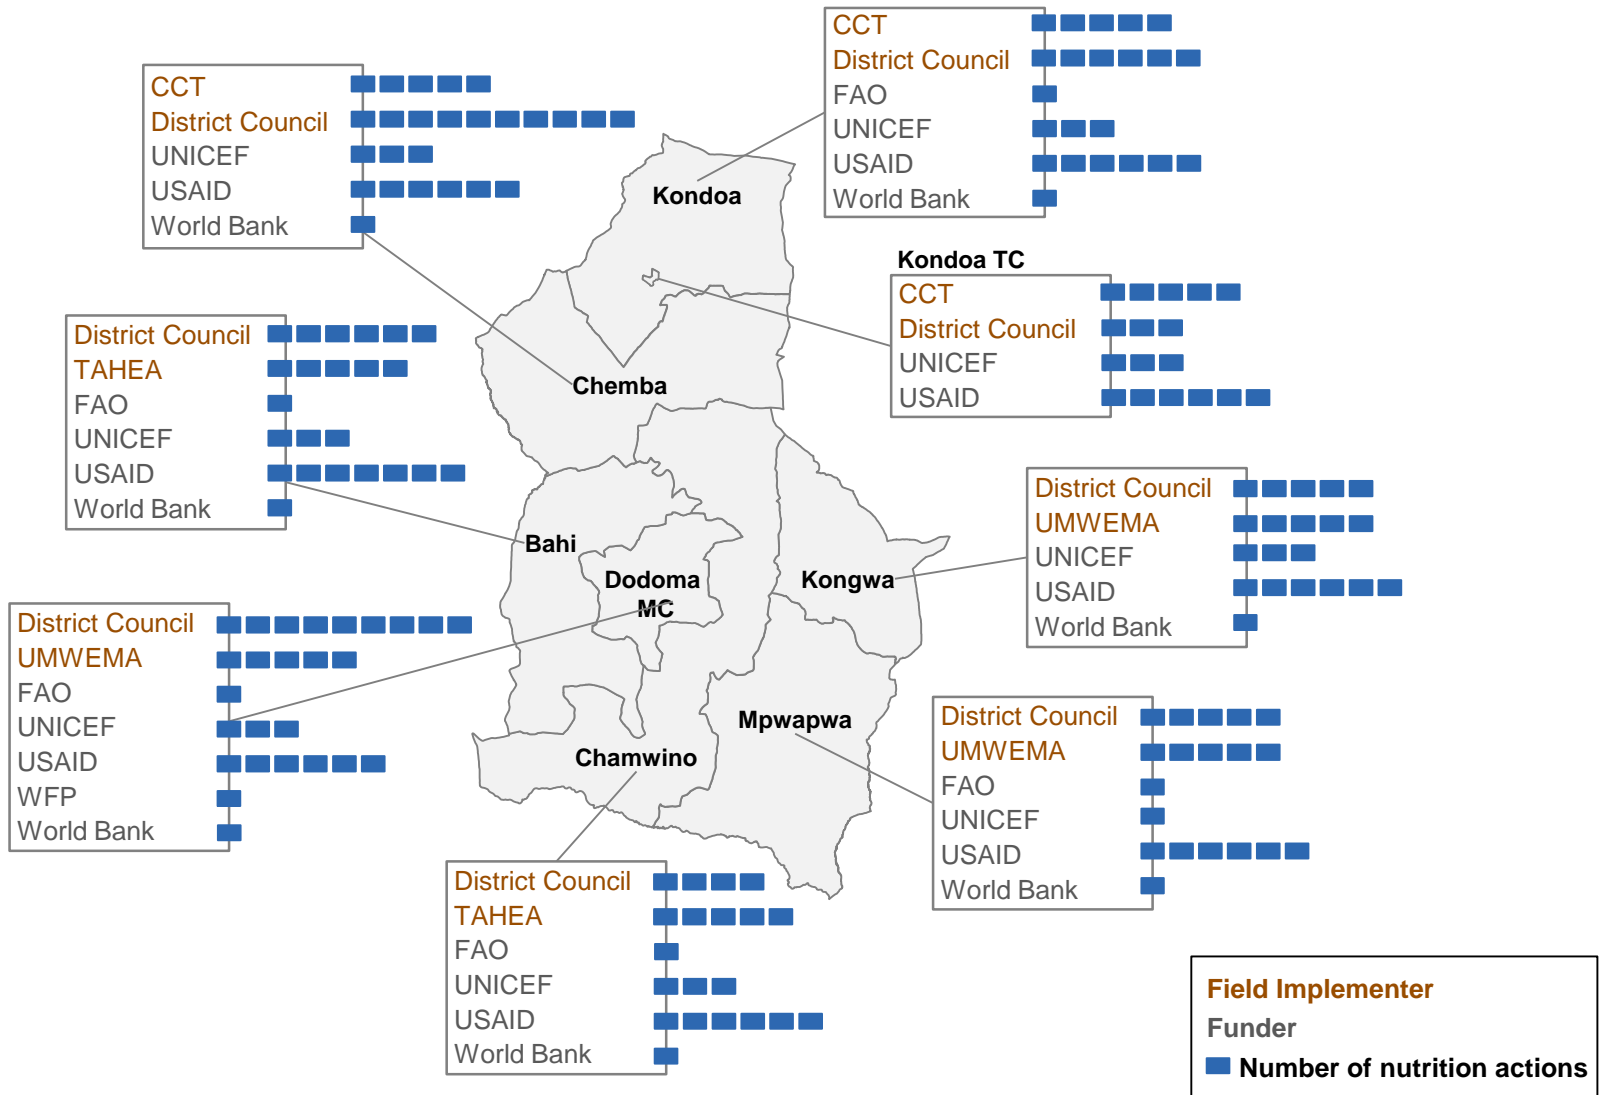 CCT
District Council
FAO
UNICEF
USAID
World Bank
CCT
District Council
UNICEF
USAID
World Bank
Kondoa
Kondoa TC
CCT
District Council
UNICEF
USAID
District Council
TAHEA
FAO
UNICEF
USAID
World Bank
Chemba
Bahi
Dodoma
MC
Kongwa
District Council
UMWEMA
UNICEF
USAID
World Bank
District Council
UMWEMA
FAO
UNICEF
USAID
WFP
World Bank
Mpwapwa
Chamwino
District Council
UMWEMA
FAO
UNICEF
USAID
World Bank
District Council
TAHEA
FAO
UNICEF
USAID
World Bank
Field Implementer
Funder
Number of nutrition actions